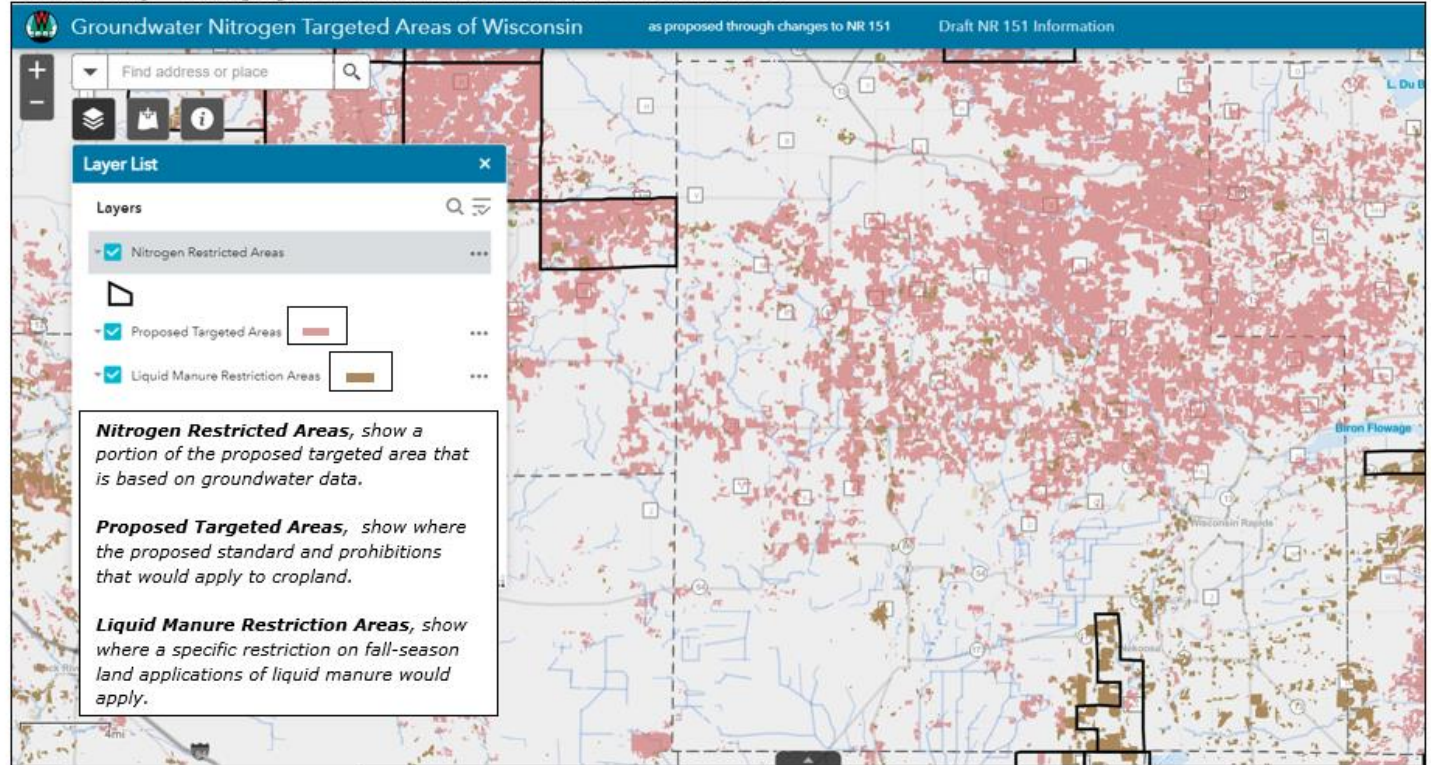 Groundwater Nitrogen Targeted Areas of Wisconsin
as proposed through changes to NR 151
Draft NR 151 Information
Find address or place
L. Du B
Layer List
Layers
Nitrogen Restricted Areas
Proposed Targeted Areas
Liquid Manure Restriction Areas
Nitrogen Restricted Areas, show a
portion of the proposed targeted area that
is based on groundwater data.
Proposed Targeted Areas, show where
the proposed standard and prohibitions
that would apply to cropland.
Liquid Manure Restriction Areas, show
where a specific restriction on fall-season
land applications of liquid manure would
apply.
Biron Flowage
Wisconsin Rapids
Nekoosa
4mi